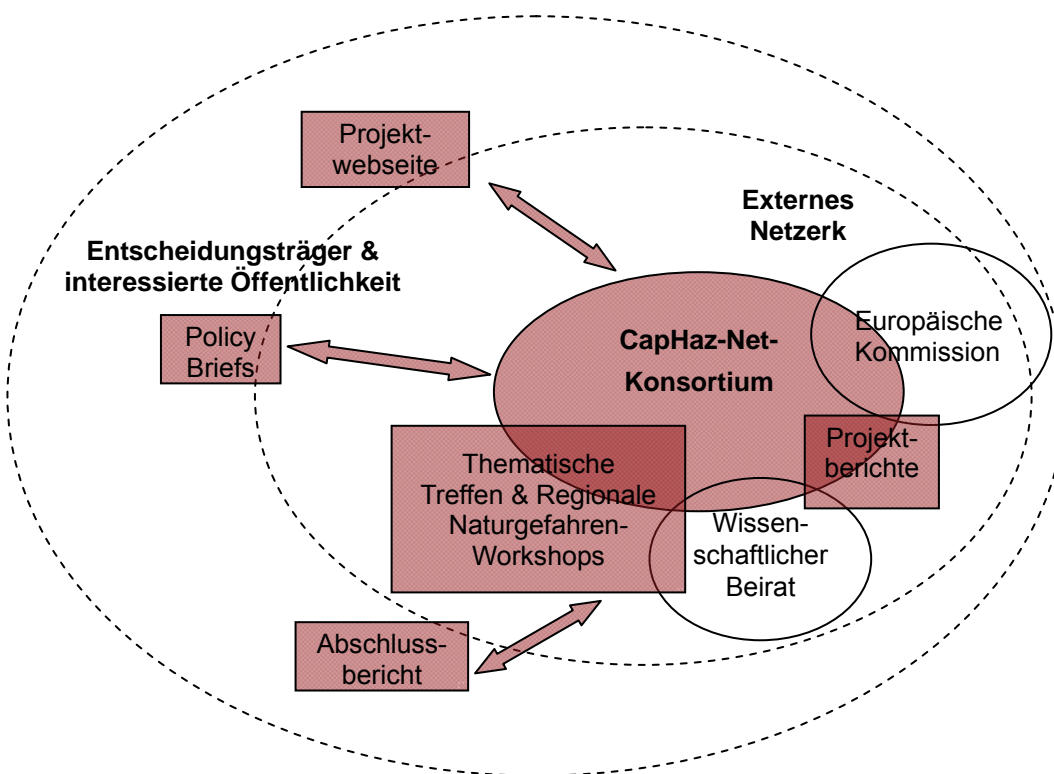 Projekt-
webseite
Externes
Netzerk
Entscheidungsträger &
interessierte Öffentlichkeit
Policy
Briefs
CapHaz-Net-
Konsortium
Europäische
Kommission
Projekt-
berichte
Thematische
Treffen & Regionale
Naturgefahren-
Workshops
Wissen-
schaftlicher
Beirat
Abschluss-
bericht